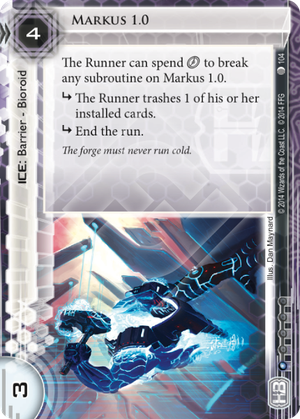 4
MARKUS 1.0
The Runner can spend to break
any subroutine on Markus 1.0.
The Runner trashes 1 of his or her
installed cards.
End the run.
The forge must never run cold.
ICE: Barrier - Bioroid
104
© 2014 Wizards of the Coast LLC. © 2014 FFG
Illus. Dan Maynard
3
HB